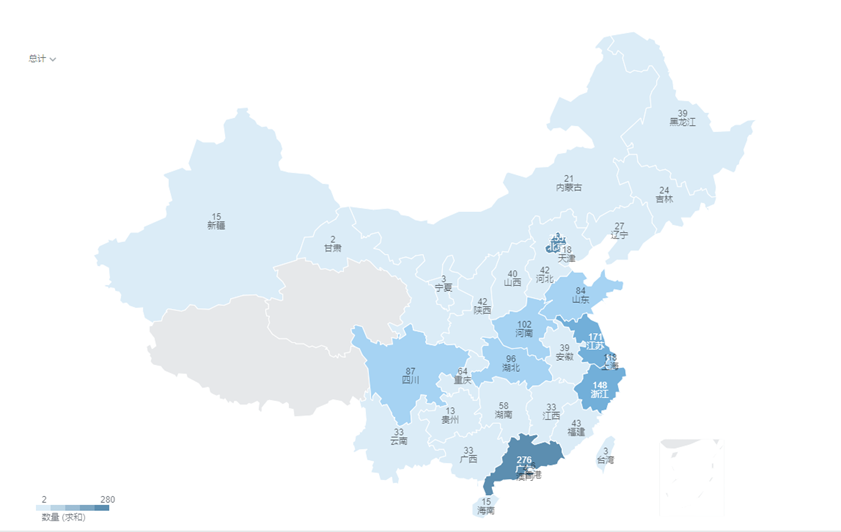 总计
39
黑龙江
21
内蒙古
24
吉林
15
新疆
27
辽宁
2
甘肃
18
天津
3
宁夏
40
山西
42
河北
84
山东
42
陕西
102
河南
171
江苏
39
安徽
上海
96
湖北
87
四川
64
重庆
148
浙江
58
湖南
33
江西
13
贵州
43
福建
33
云南
33
广西
276
3
台湾
15
海南
2 280
数量 (求和)